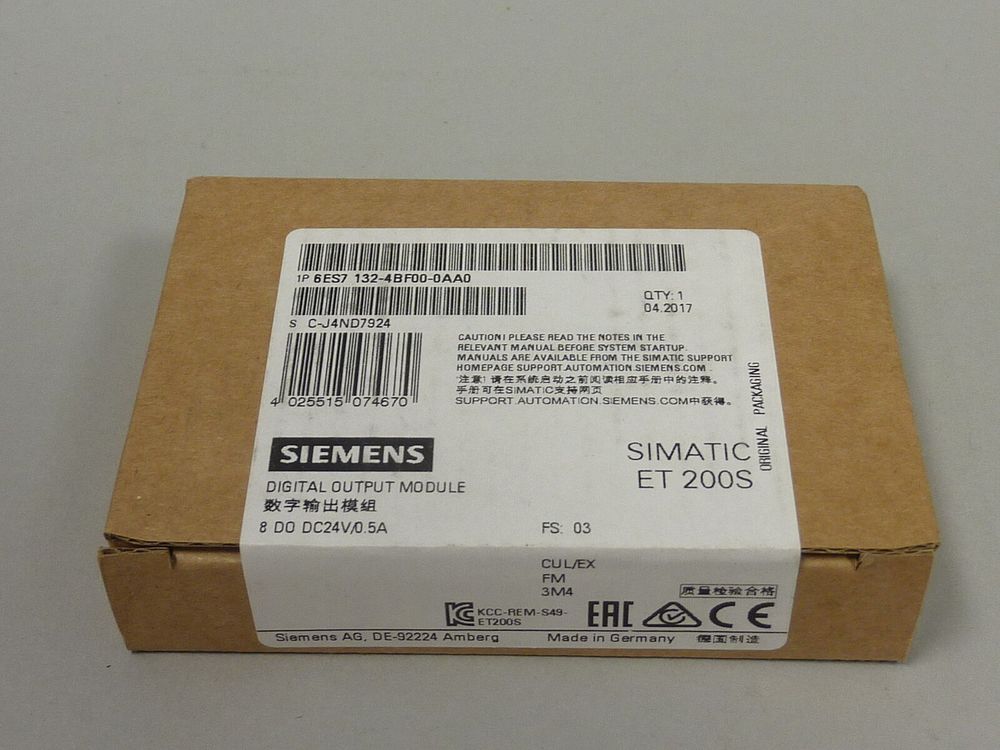 1P 6ES7 132-4BF00-0AA0
QTY: 1
04.2017
S C-J4ND7924
CAUTION! PLEASE READ THE NOTES IN THE
RELEVANT MANUAL BEFORE SYSTEM STARTUP.
MANUALS ARE AVAILABLE FROM THE SIMATIC SUPPORT
HOMEPAGE SUPPORT.AUTOMATION.SIEMENS.COM.
注意! 请在系统启动之前阅读相应手册中的注释。
手册可在SIMATIC支持网页
SUPPORT.AUTOMATION.SIEMENS.COM中获得。
4 025515 074670
ORIGINAL PACKAGING
SIEMENS
SIMATIC
ET 200S
DIGITAL OUTPUT MODULE
数字输出模组
8 DO DC24V/0.5A
FS: 03
CUL/EX
FM
3M4
质量检验合格
KCC-REM-S49-
ET200S
EAC
CE
Siemens AG, DE-92224 Amberg
Made in Germany
德国制造